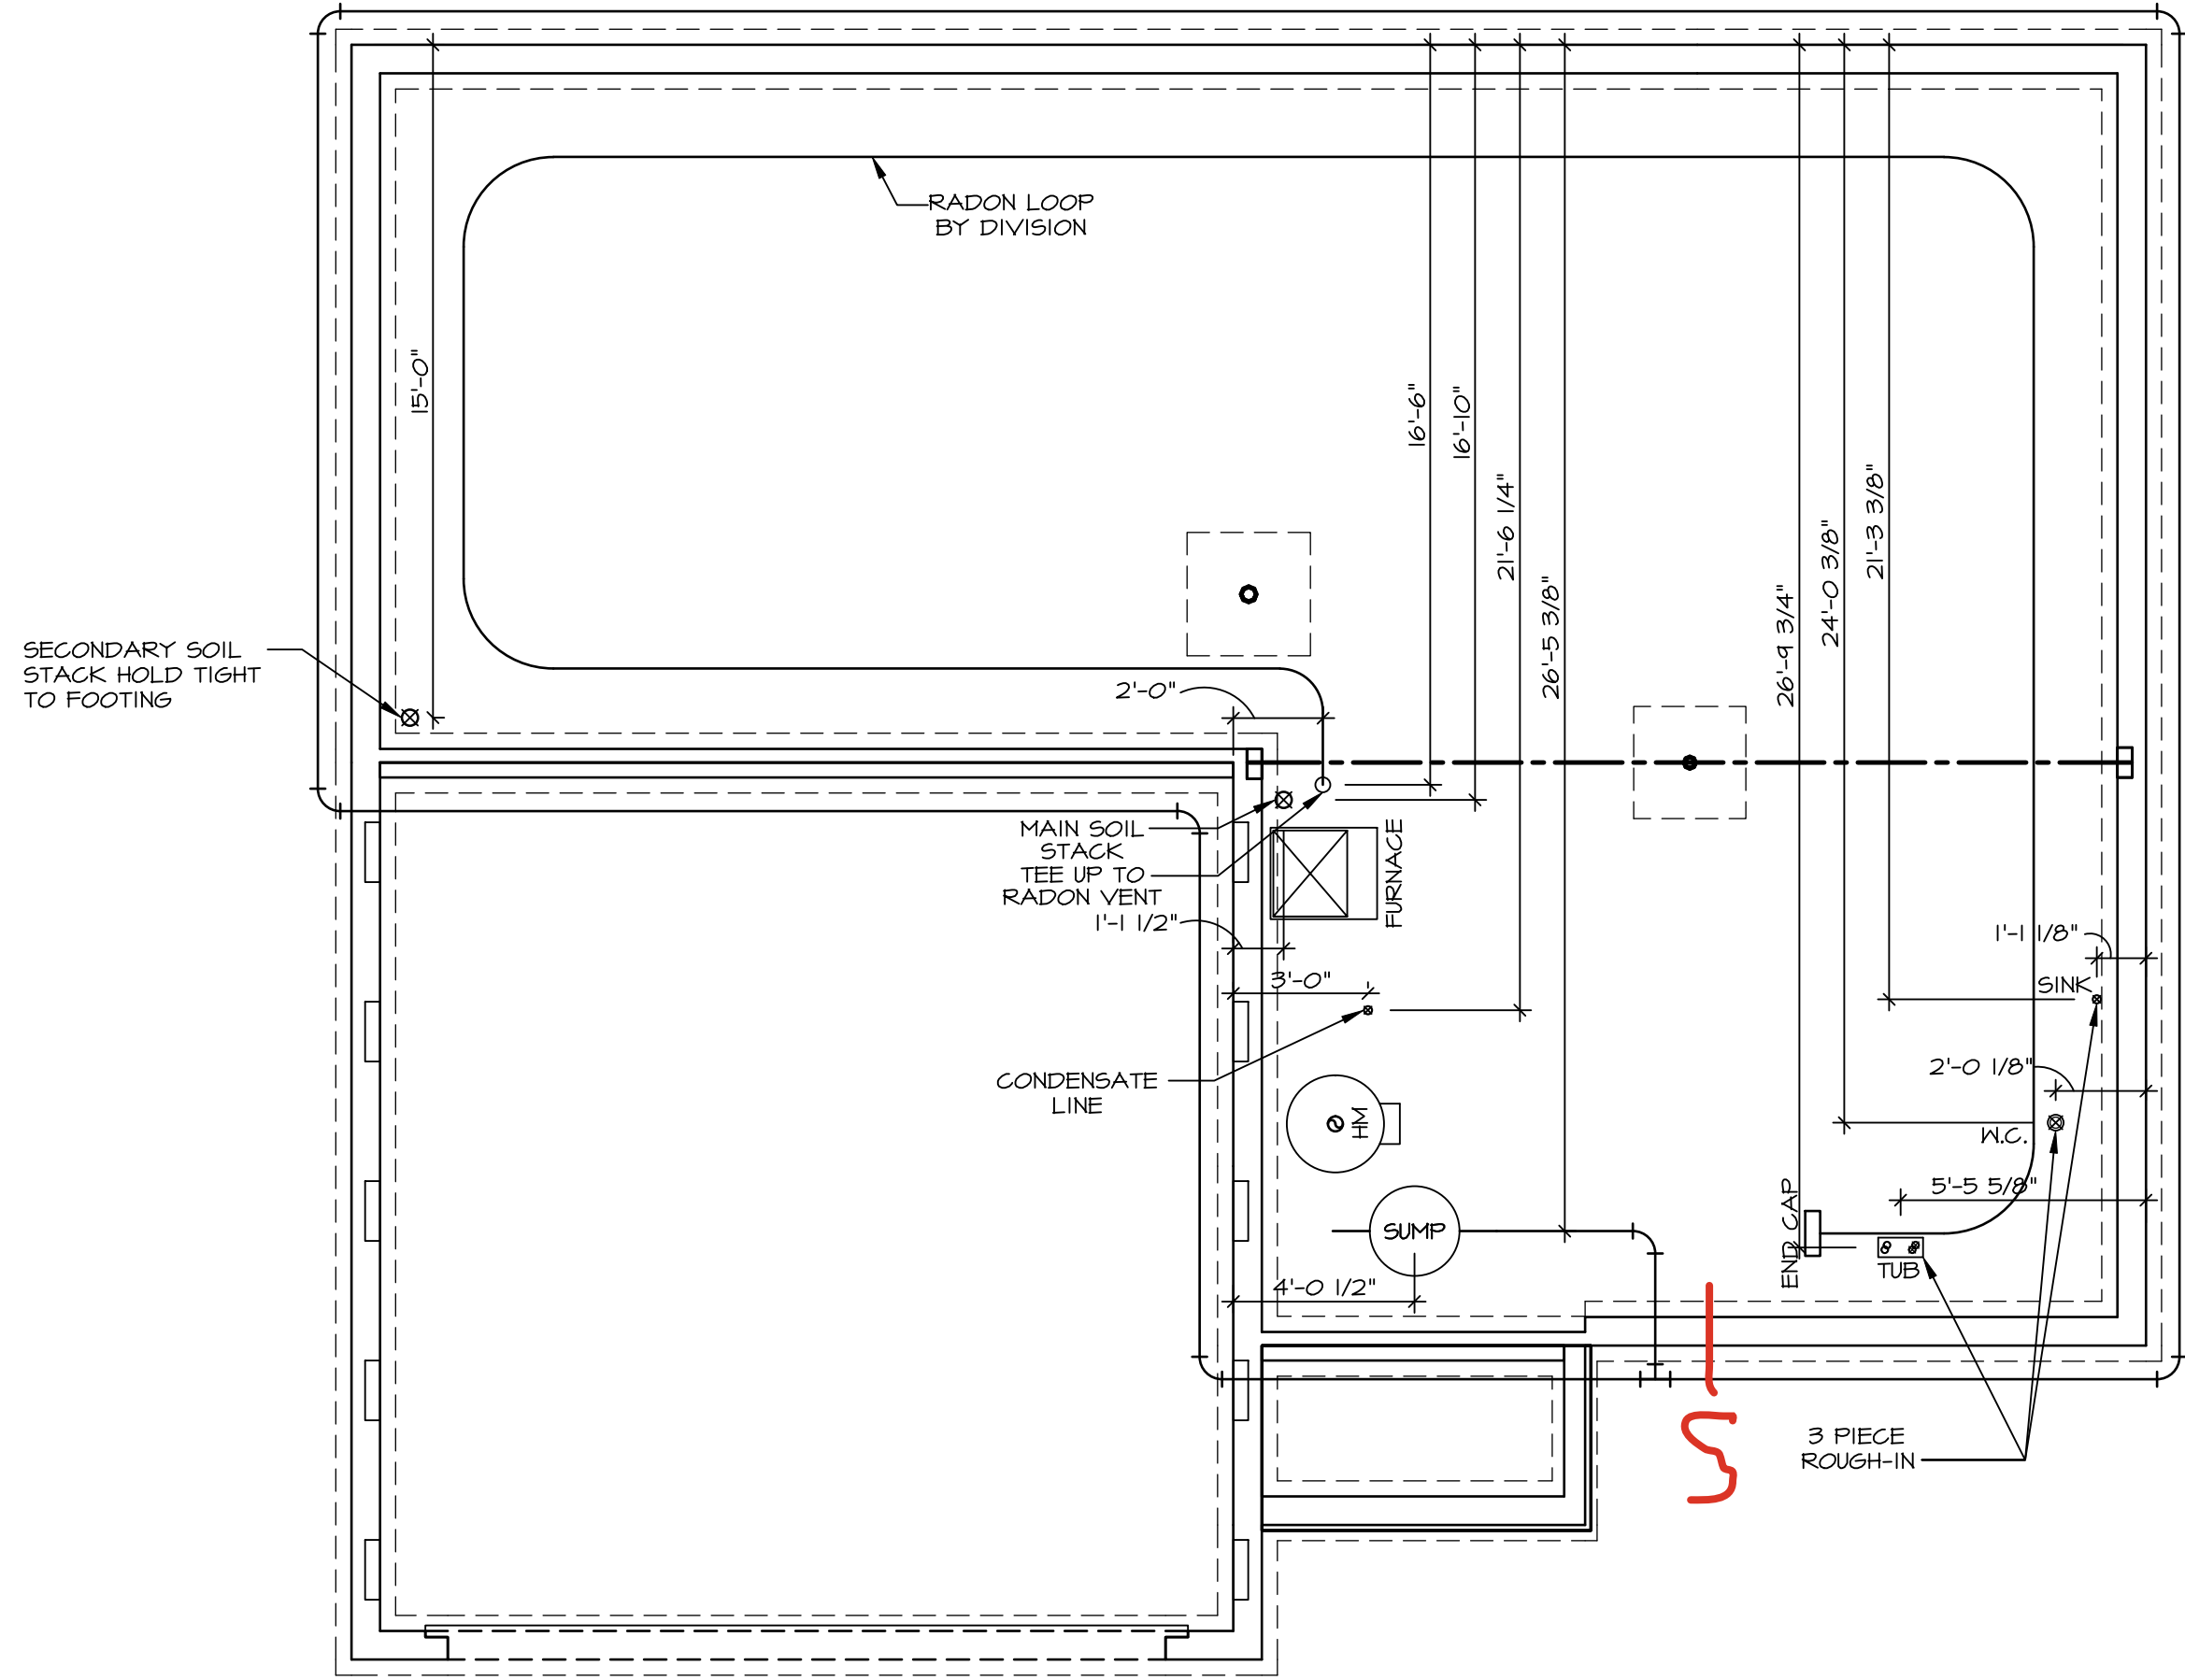 RADON LOOP
BY DIVISION
15'-0"
16'-6"
16'-10"
21'-6 1/4"
26'-5 3/8"
26'-9 3/4"
24'-0 3/8"
21'-3 3/8"
SECONDARY SOIL
STACK HOLD TIGHT
TO FOOTING
2'-0"
MAIN SOIL
STACK
TEE UP TO
RADON VENT
FURNACE
1'-1 1/2"
3'-0"
1'-1 1/8"
SINK
CONDENSATE
LINE
HM
2'-0 1/8"
W.C.
5'-5 5/8"
END CAP
SUMP
TUB
4'-0 1/2"
3 PIECE
ROUGH-IN
S